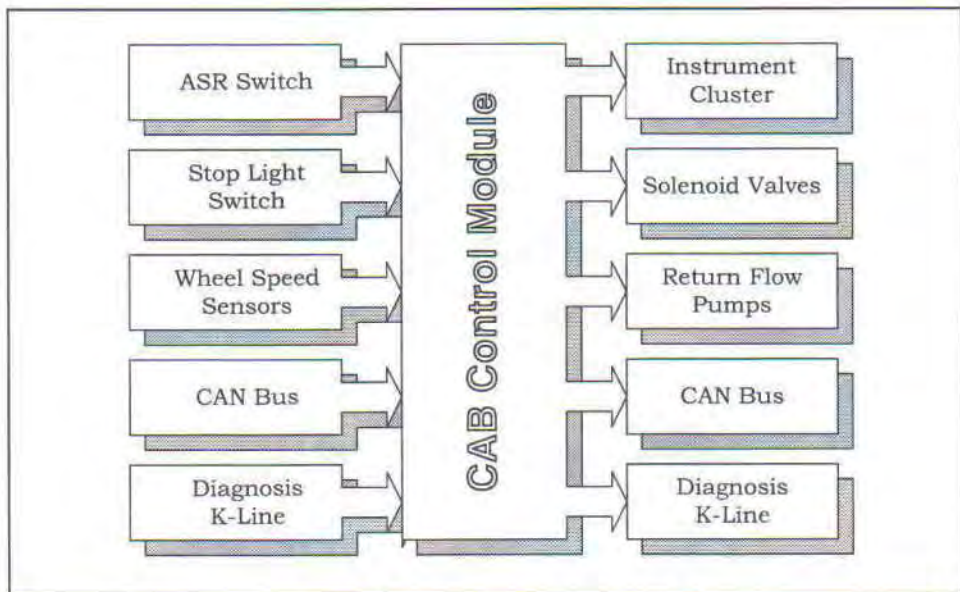 ASR Switch
Stop Light
Switch
Wheel Speed
Sensors
CAN Bus
Diagnosis
K-Line
CAB Control Module
Instrument
Cluster
Solenoid Valves
Return Flow
Pumps
CAN Bus
Diagnosis
K-Line